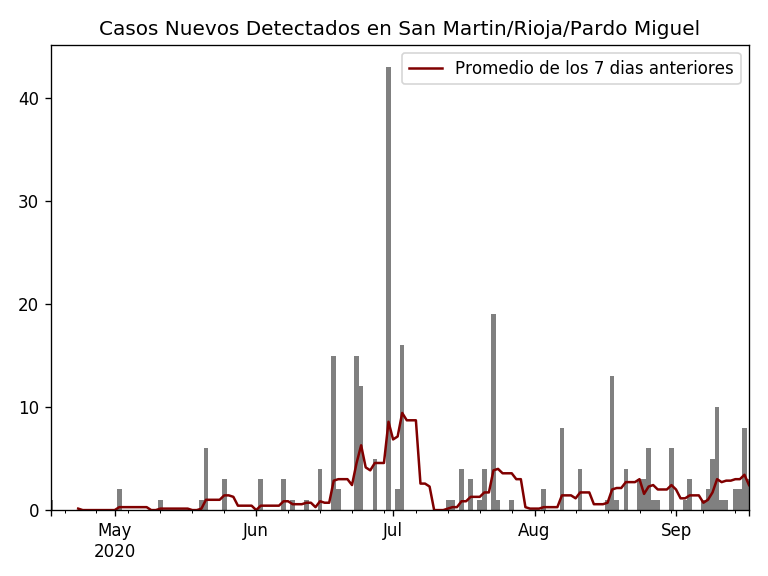 Casos Nuevos Detectados en San Martin/Rioja/Pardo Miguel
Promedio de los 7 dias anteriores
40
30
20
10
0
May Jun Jul Aug Sep
2020